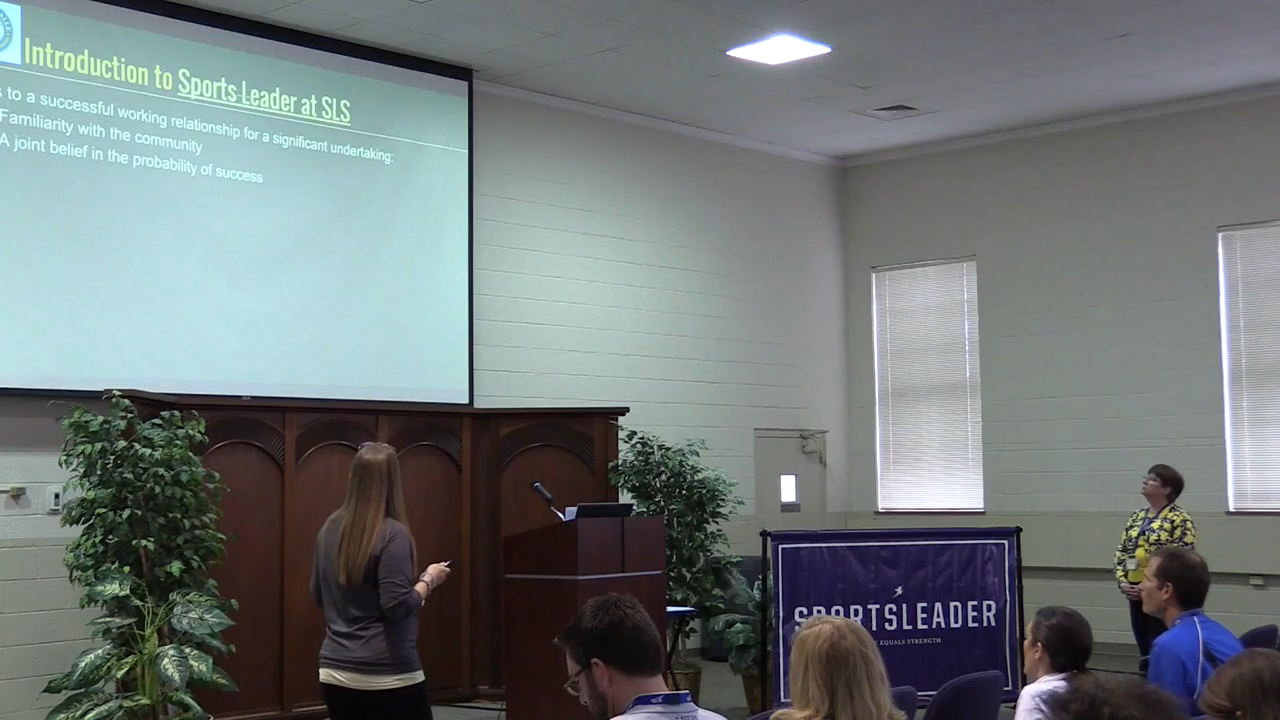 Introduction to Sports Leader at SLS
to a successful working relationship for a significant undertaking:
Familiarity with the community
A joint belief in the probability of success
SPORTSLEADER
EQUALS STRENGTH